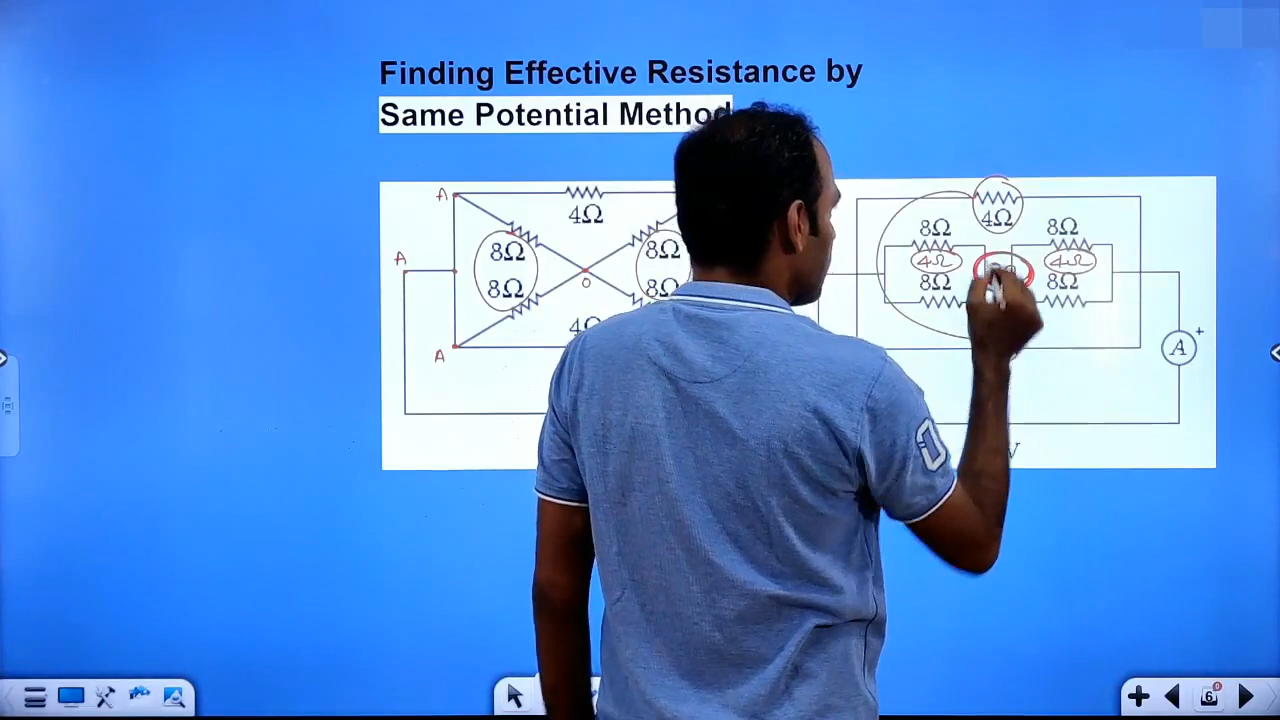 Finding Effective Resistance by
Same Potential Method
A
4Ω
A
8Ω
8Ω
O
8Ω
8Ω
A
4Ω
8Ω
4Ω
8Ω
4Ω
4Ω
8Ω
8Ω
A
+
V
6